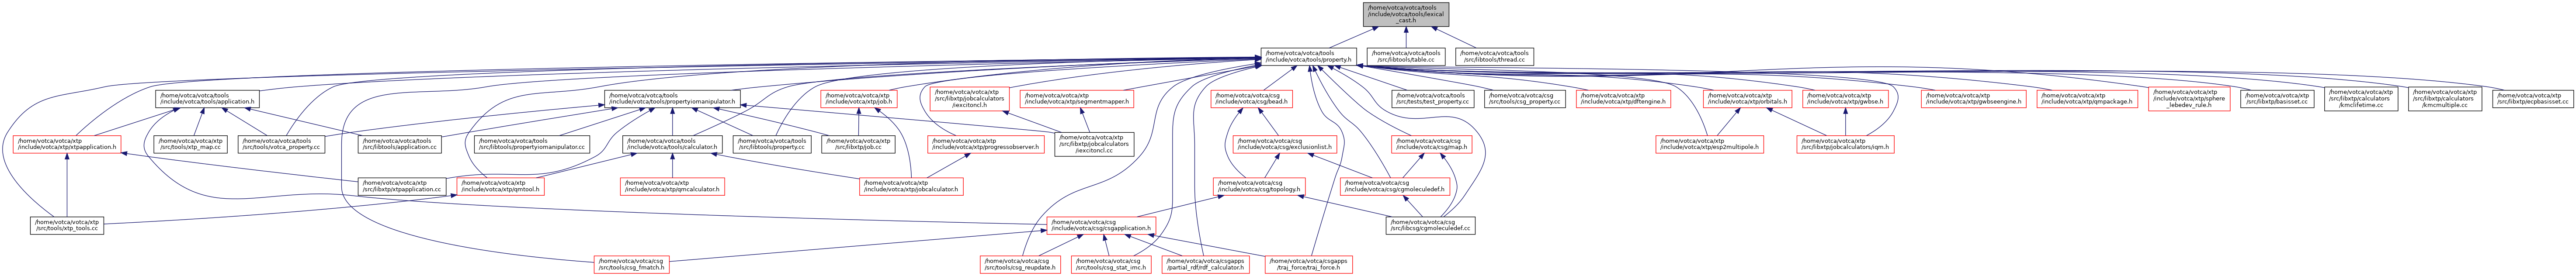 /home/votca/votca/tools
/include/votca/tools/lexical
_cast.h
/home/votca/votca/tools
/include/votca/tools/property.h
/home/votca/votca/tools
/src/libtools/table.cc
/home/votca/votca/tools
/src/libtools/thread.cc
/home/votca/votca/tools
/include/votca/tools/application.h
/home/votca/votca/tools
/include/votca/tools/propertyiomanipulator.h
/home/votca/votca/xtp
/include/votca/xtp/job.h
/home/votca/votca/xtp
/src/libxtp/jobcalculators
/iexcitoncl.h
/home/votca/votca/xtp
/include/votca/xtp/segmentmapper.h
/home/votca/votca/csg
/include/votca/csg/bead.h
/home/votca/votca/tools
/src/tests/test_property.cc
/home/votca/votca/csg
/src/tools/csg_property.cc
/home/votca/votca/xtp
/include/votca/xtp/dftengine.h
/home/votca/votca/xtp
/include/votca/xtp/orbitals.h
/home/votca/votca/xtp
/include/votca/xtp/gwbse.h
/home/votca/votca/xtp
/include/votca/xtp/gwbseengine.h
/home/votca/votca/xtp
/include/votca/xtp/qmpackage.h
/home/votca/votca/xtp
/include/votca/xtp/sphere
_lebedev_rule.h
/home/votca/votca/xtp
/src/libxtp/basisset.cc
/home/votca/votca/xtp
/src/libxtp/calculators
/kmclifetime.cc
/home/votca/votca/xtp
/src/libxtp/calculators
/kmcmultiple.cc
/home/votca/votca/xtp
/src/libxtp/ecpbasisset.cc
/home/votca/votca/xtp
/include/votca/xtp/xtpapplication.h
/home/votca/votca/xtp
/src/tools/xtp_map.cc
/home/votca/votca/tools
/src/tools/votca_property.cc
/home/votca/votca/tools
/src/libtools/application.cc
/home/votca/votca/tools
/src/libtools/propertyiomanipulator.cc
/home/votca/votca/tools
/include/votca/tools/calculator.h
/home/votca/votca/tools
/src/libtools/property.cc
/home/votca/votca/xtp
/src/libxtp/job.cc
/home/votca/votca/xtp
/include/votca/xtp/progressobserver.h
/home/votca/votca/xtp
/src/libxtp/jobcalculators
/iexcitoncl.cc
/home/votca/votca/csg
/include/votca/csg/exclusionlist.h
/home/votca/votca/csg
/include/votca/csg/map.h
/home/votca/votca/xtp
/include/votca/xtp/esp2multipole.h
/home/votca/votca/xtp
/src/libxtp/jobcalculators/iqm.h
/home/votca/votca/xtp
/src/libxtp/xtpapplication.cc
/home/votca/votca/xtp
/include/votca/xtp/qmtool.h
/home/votca/votca/xtp
/include/votca/xtp/qmcalculator.h
/home/votca/votca/xtp
/include/votca/xtp/jobcalculator.h
/home/votca/votca/csg
/include/votca/csg/topology.h
/home/votca/votca/csg
/include/votca/csg/cgmoleculedef.h
/home/votca/votca/xtp
/src/tools/xtp_tools.cc
/home/votca/votca/csg
/include/votca/csg/csgapplication.h
/home/votca/votca/csg
/src/libcsg/cgmoleculedef.cc
/home/votca/votca/csg
/src/tools/csg_fmatch.h
/home/votca/votca/csg
/src/tools/csg_reupdate.h
/home/votca/votca/csg
/src/tools/csg_stat_imc.h
/home/votca/votca/csgapps
/partial_rdf/rdf_calculator.h
/home/votca/votca/csgapps
/traj_force/traj_force.h